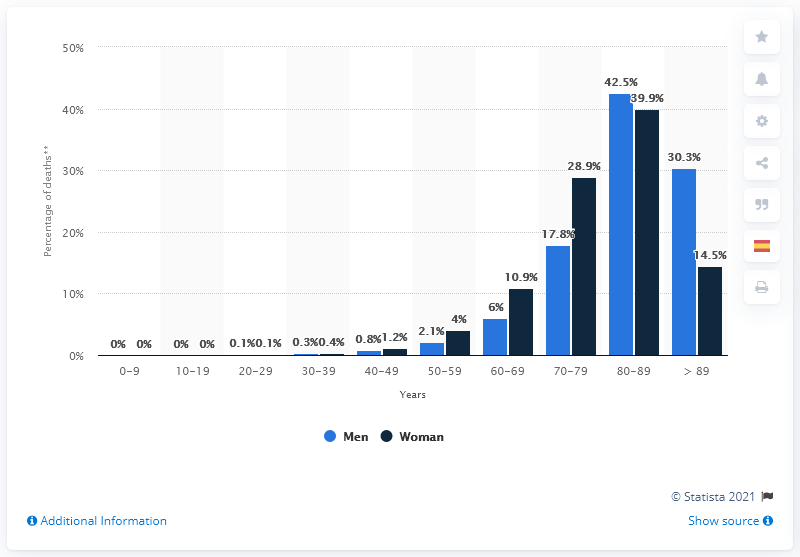 50%
40%
30%
20%
10%
0%
Percentage of deaths**
0% 0% 0% 0% 0.1% 0.1% 0.3% 0.4% 0.8% 1.2% 2.1% 4% 6% 10.9% 17.8% 28.9% 42.5% 39.9% 30.3% 14.5%
0-9 10-19 20-29 30-39 40-49 50-59 60-69 70-79 80-89 > 89
Years
Men Woman
© Statista 2021
Additional Information Show source